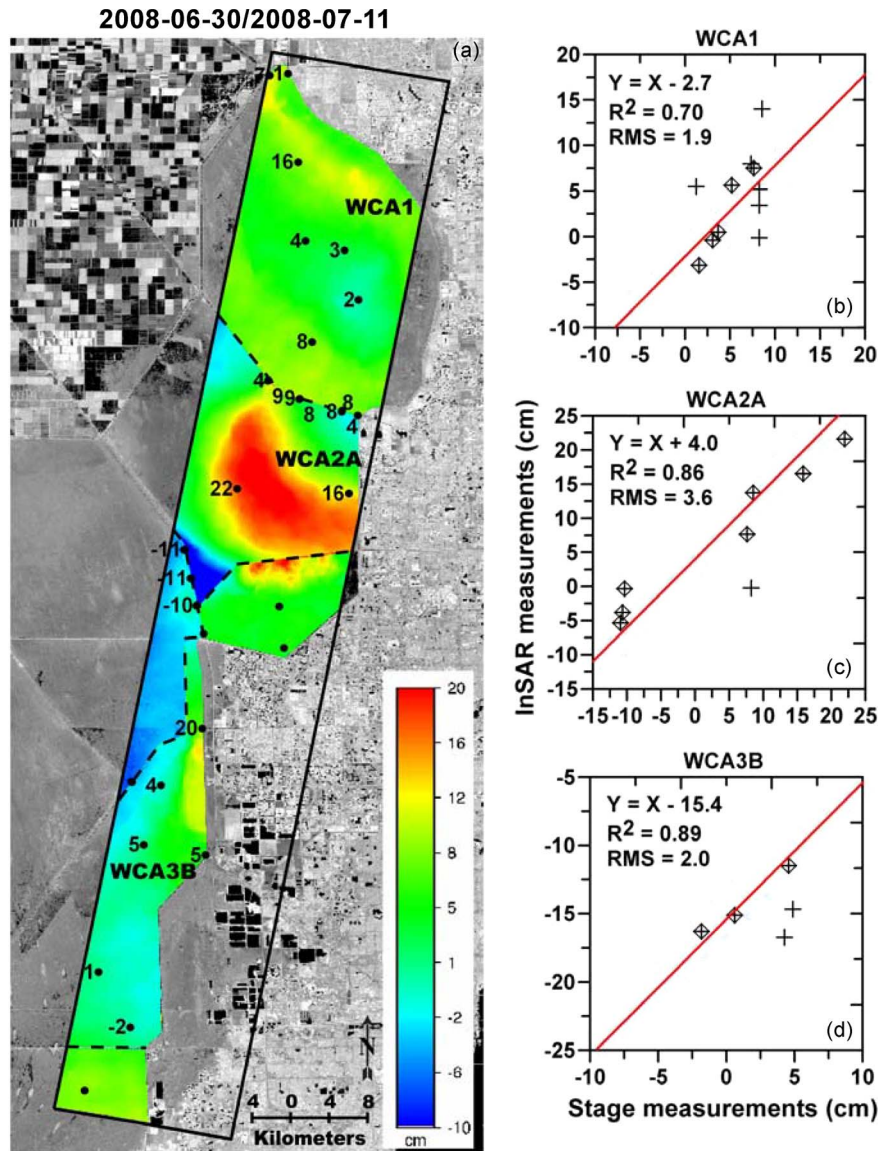 2008-06-30/2008-07-11
(a)
1
16
WCA1
4
3
2
8
4
99
8
8
8
4
WCA2A
22
16
-11
-11
-10
20
4
5
WCA3B
5
1
-2
N
4 0 4 8
Kilometers
20
16
12
8
5
1
-2
-6
-10
cm
WCA1
Y = X - 2.7
R2 = 0.70
RMS = 1.9
20
15
10
5
0
-5
-10
-10 -5 0 5 10 15 20
(b)
WCA2A
Y = X + 4.0
R2 = 0.86
RMS = 3.6
25
20
15
10
5
0
-5
-10
-15
-15 -10 -5 0 5 10 15 20 25
(c)
InSAR measurements (cm)
WCA3B
Y = X - 15.4
R2 = 0.89
RMS = 2.0
-5
-10
-15
-20
-25
-10 -5 0 5 10
(d)
Stage measurements (cm)